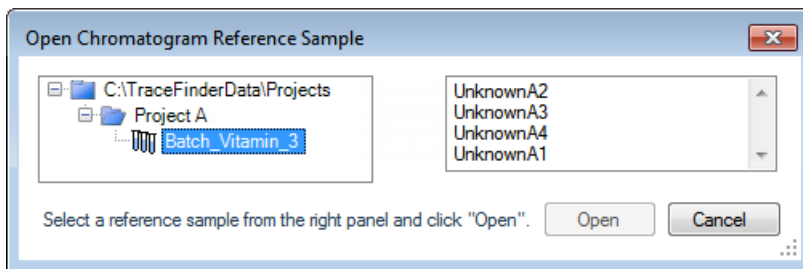 Open Chromatogram Reference Sample
C:\TraceFinderData\Projects
Project A
Batch_Vitamin_3
UnknownA2
UnknownA3
UnknownA4
UnknownA1
Select a reference sample from the right panel and click "Open".
Open
Cancel